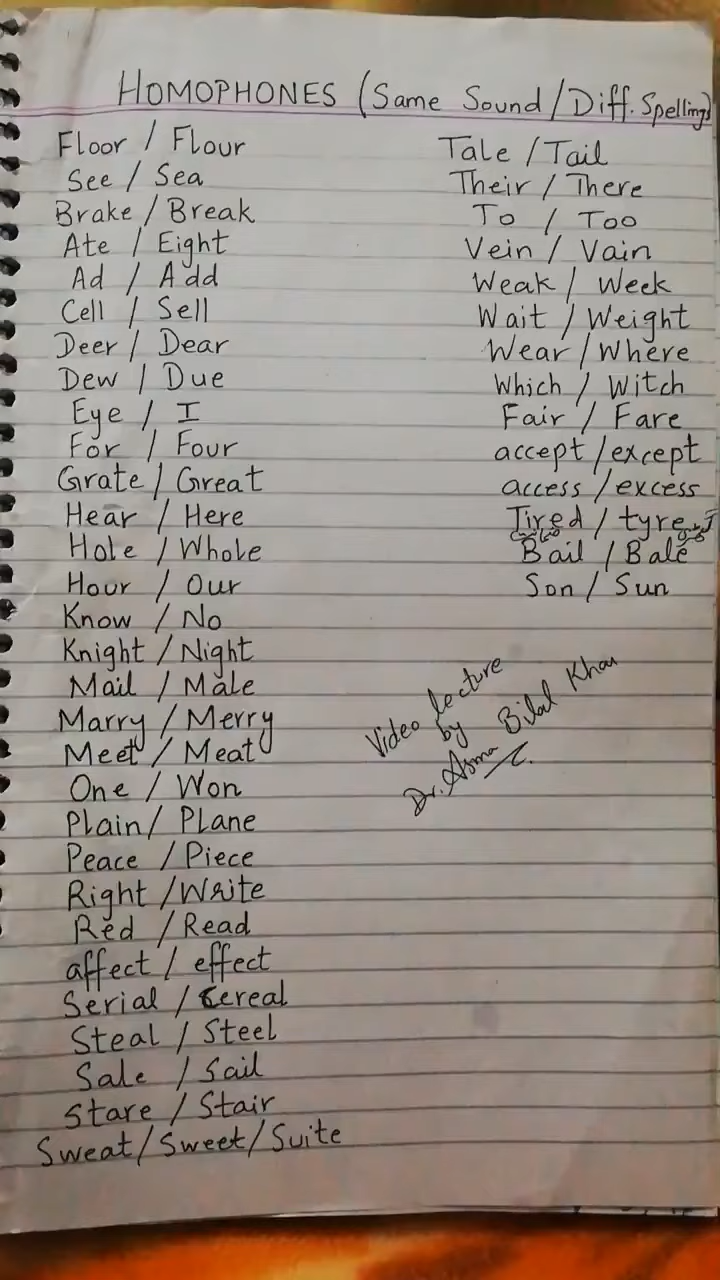 HOMOPHONES (Same Sound/Diff. Spellings)
Floor / Flour
See / Sea
Brake / Break
Ate / Eight
Ad / Add
Cell / Sell
Deer / Dear
Dew / Due
Eye / I
For / Four
Grate / Great
Hear / Here
Hole / Whole
Hour / Our
Know / No
Knight / Night
Mail / Male
Marry / Merry
Meet / Meat
One / Won
Plain / Plane
Peace / Piece
Right / Write
Red / Read
affect / effect
Serial / Cereal
Steal / Steel
Sale / Sail
Stare / Stair
Sweat/Sweet/Suite
Tale / Tail
Their / There
To / Too
Vein / Vain
Weak / Week
Wait / Weight
Wear / Where
Which / Witch
Fair / Fare
accept / except
access / excess
Tired / tyre
Bail / Bale
Son / Sun
Video lecture
by
Dr. Asma Bilal Khan